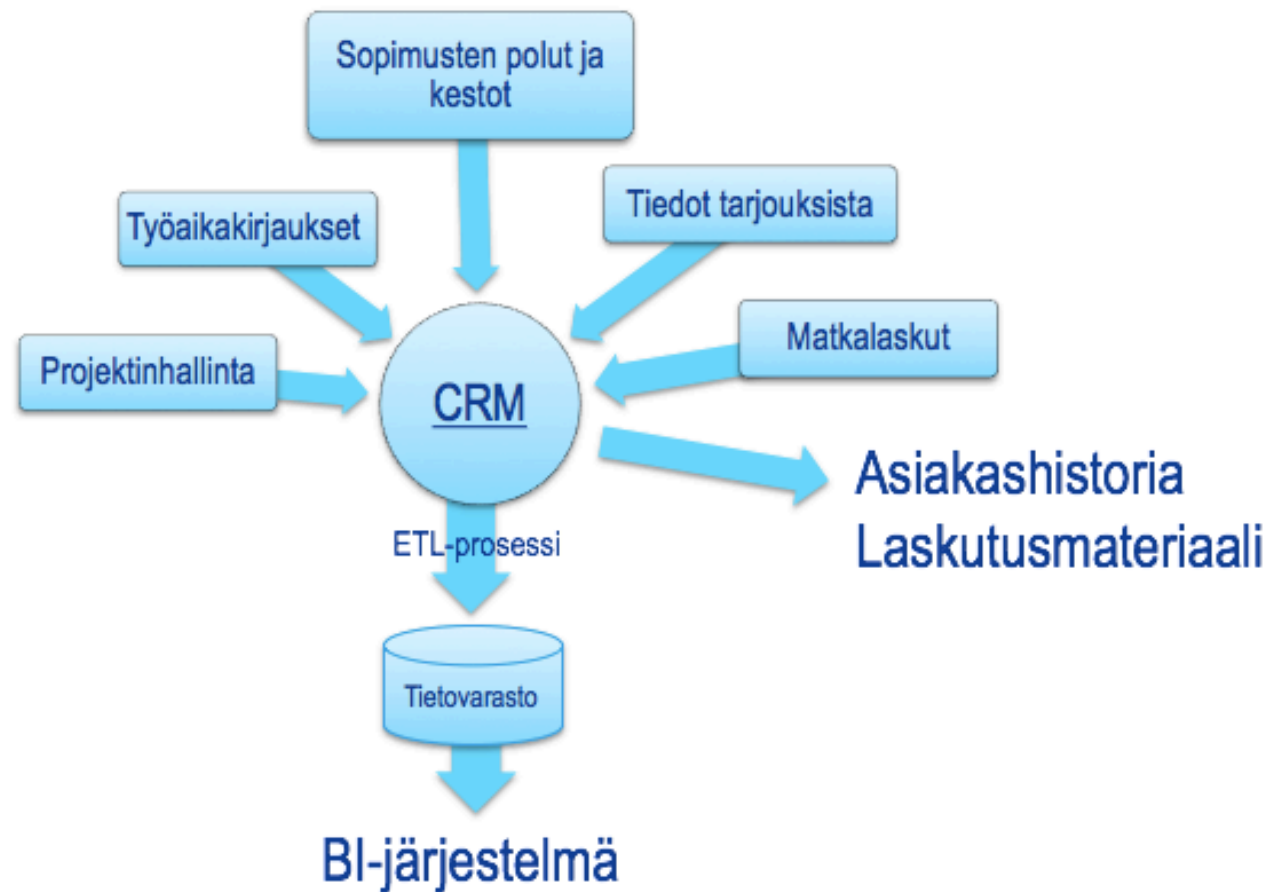 Sopimusten polut ja
kestot
Tiedot tarjouksista
Työaikakirjaukset
Matkalaskut
Projektinhallinta
CRM
Asiakashistoria
Laskutusmateriaali
ETL-prosessi
Tietovarasto
BI-järjestelmä